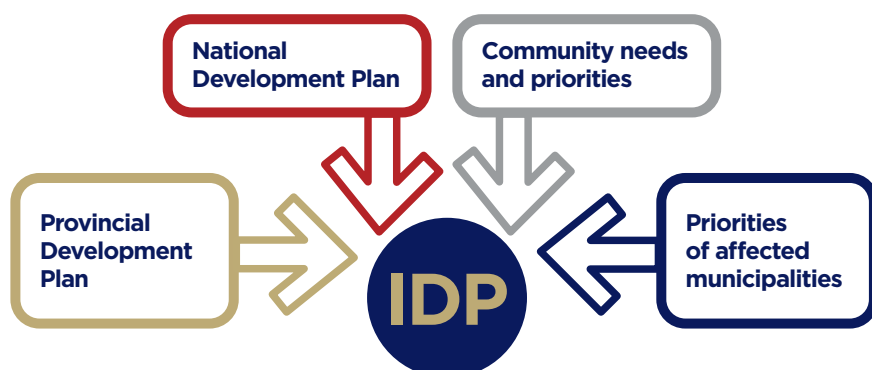 National
Development Plan
Community needs
and priorities
Provincial
Development
Plan
Priorities
of affected
municipalities
IDP